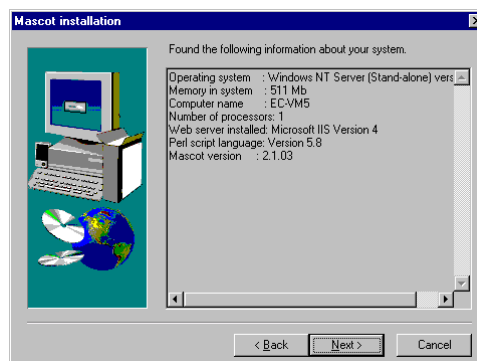 Mascot installation
Found the following information about your system.
Operating system : Windows NT Server (Stand-alone) vers
Memory in system : 511 Mb
Computer name : EC-VM5
Number of processors: 1
Web server installed: Microsoft IIS Version 4
Perl script language: Version 5.8
Mascot version : 2.1.03
< Back Next > Cancel